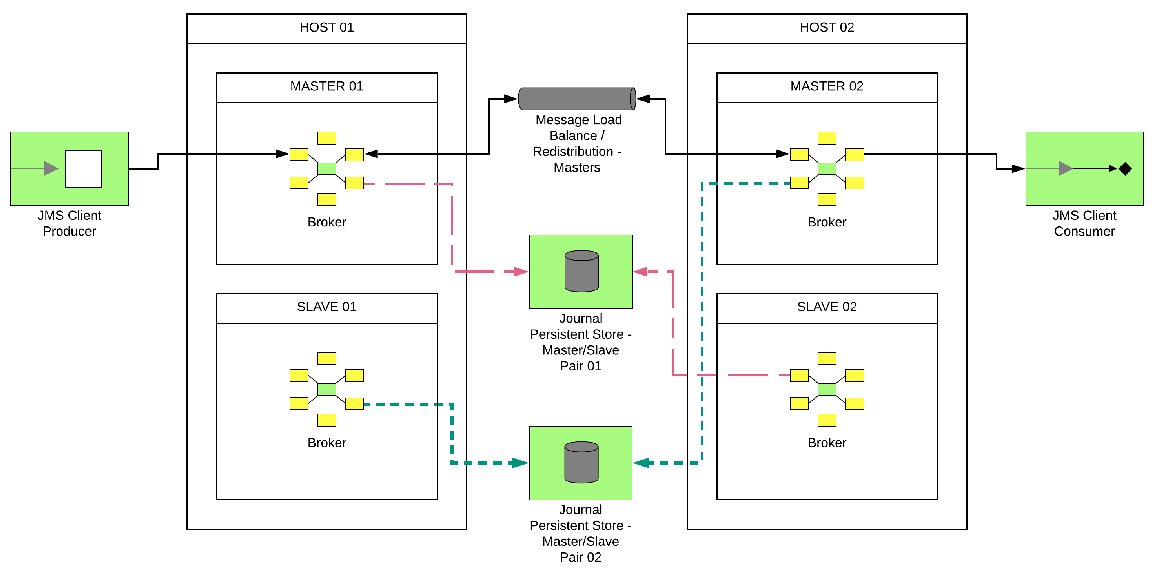 HOST 01
HOST 02
MASTER 01
MASTER 02
Message Load
Balance /
Redistribution -
Masters
JMS Client
Producer
Broker
Broker
JMS Client
Consumer
SLAVE 01
Journal
Persistent Store -
Master/Slave
Pair 01
SLAVE 02
Broker
Broker
Journal
Persistent Store -
Master/Slave
Pair 02